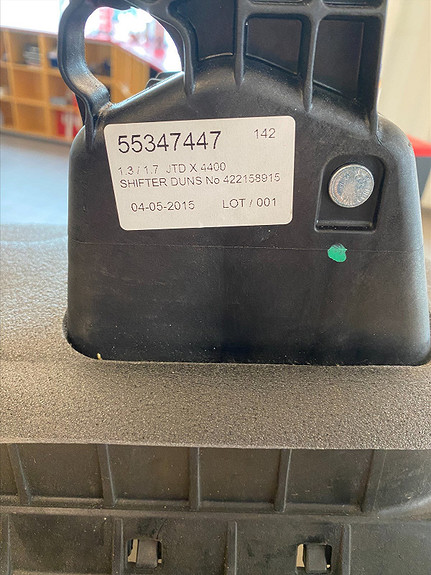 55347447 142
1.3 / 1.7 JTD X 4400
SHIFTER DUNS No 422158915
04-05-2015 LOT / 001